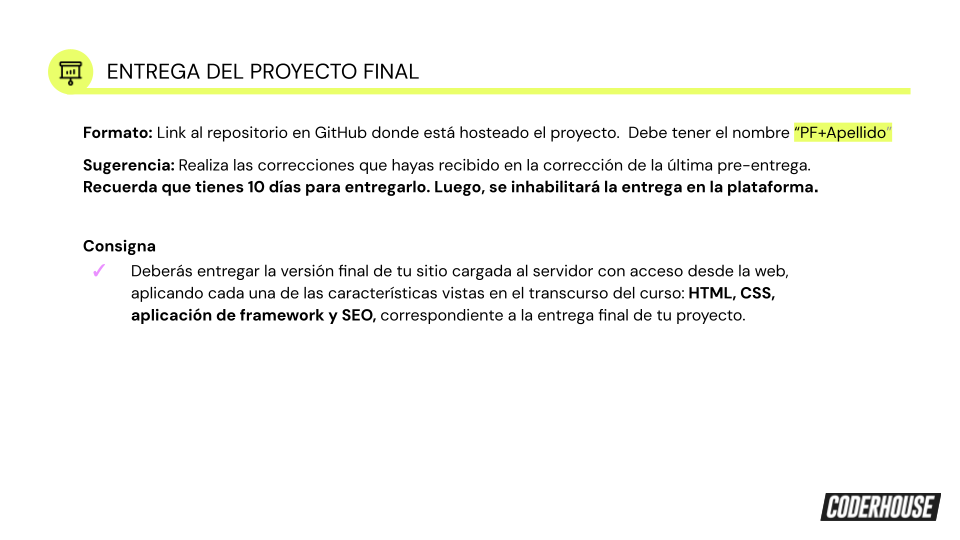 ENTREGA DEL PROYECTO FINAL
Formato: Link al repositorio en GitHub donde está hosteado el proyecto.  Debe tener el nombre “PF+Apellido”
Sugerencia: Realiza las correcciones que hayas recibido en la corrección de la última pre-entrega.
Recuerda que tienes 10 días para entregarlo. Luego, se inhabilitará la entrega en la plataforma.
Consigna
✓ Deberás entregar la versión final de tu sitio cargada al servidor con acceso desde la web,
aplicando cada una de las características vistas en el transcurso del curso: HTML, CSS,
aplicación de framework y SEO, correspondiente a la entrega final de tu proyecto.
CODERHOUSE